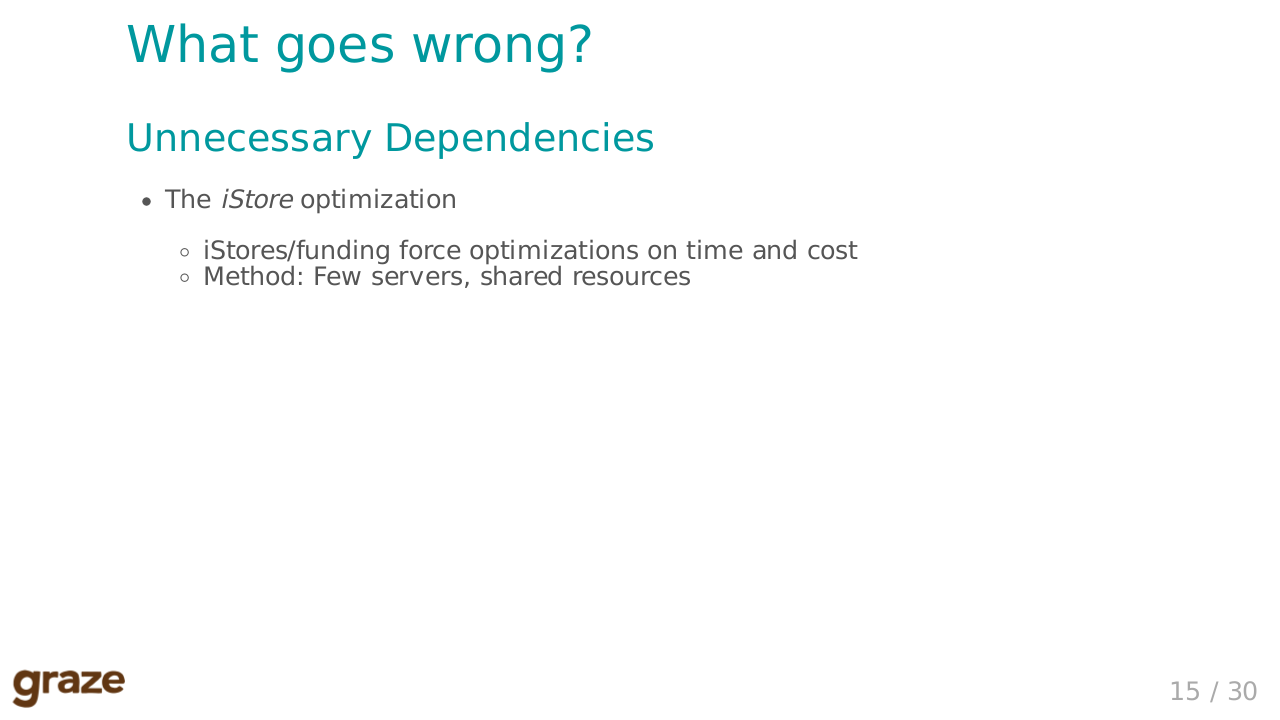 What goes wrong?
Unnecessary Dependencies
The iStore optimization
iStores/funding force optimizations on time and cost
Method: Few servers, shared resources
graze
15 / 30